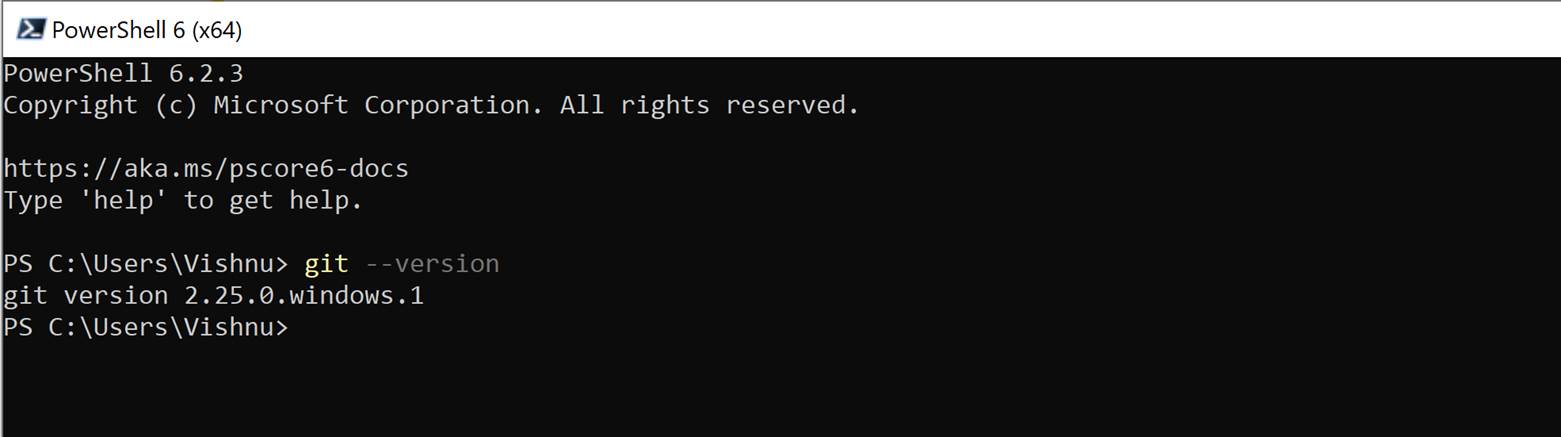 PowerShell 6 (x64)
PowerShell 6.2.3
Copyright (c) Microsoft Corporation. All rights reserved.
https://aka.ms/pscore6-docs
Type 'help' to get help.
PS C:\Users\Vishnu> git --version
git version 2.25.0.windows.1
PS C:\Users\Vishnu>